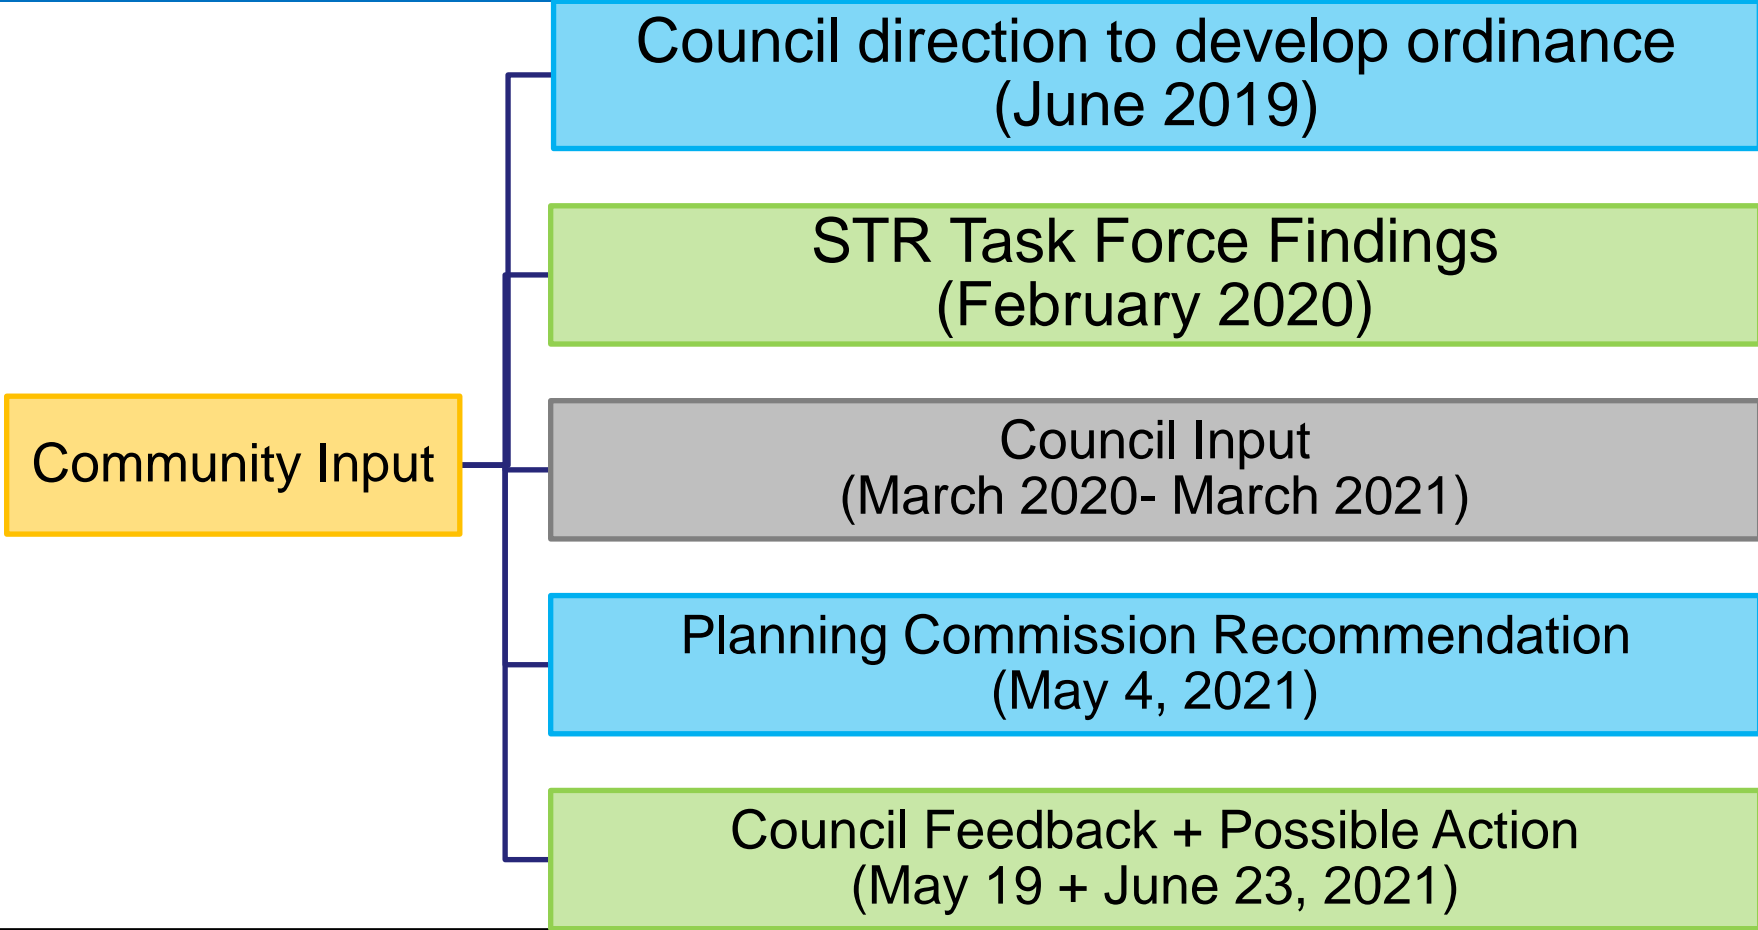 Council direction to develop ordinance
(June 2019)
STR Task Force Findings
(February 2020)
Community Input
Council Input
(March 2020- March 2021)
Planning Commission Recommendation
(May 4, 2021)
Council Feedback + Possible Action
(May 19 + June 23, 2021)